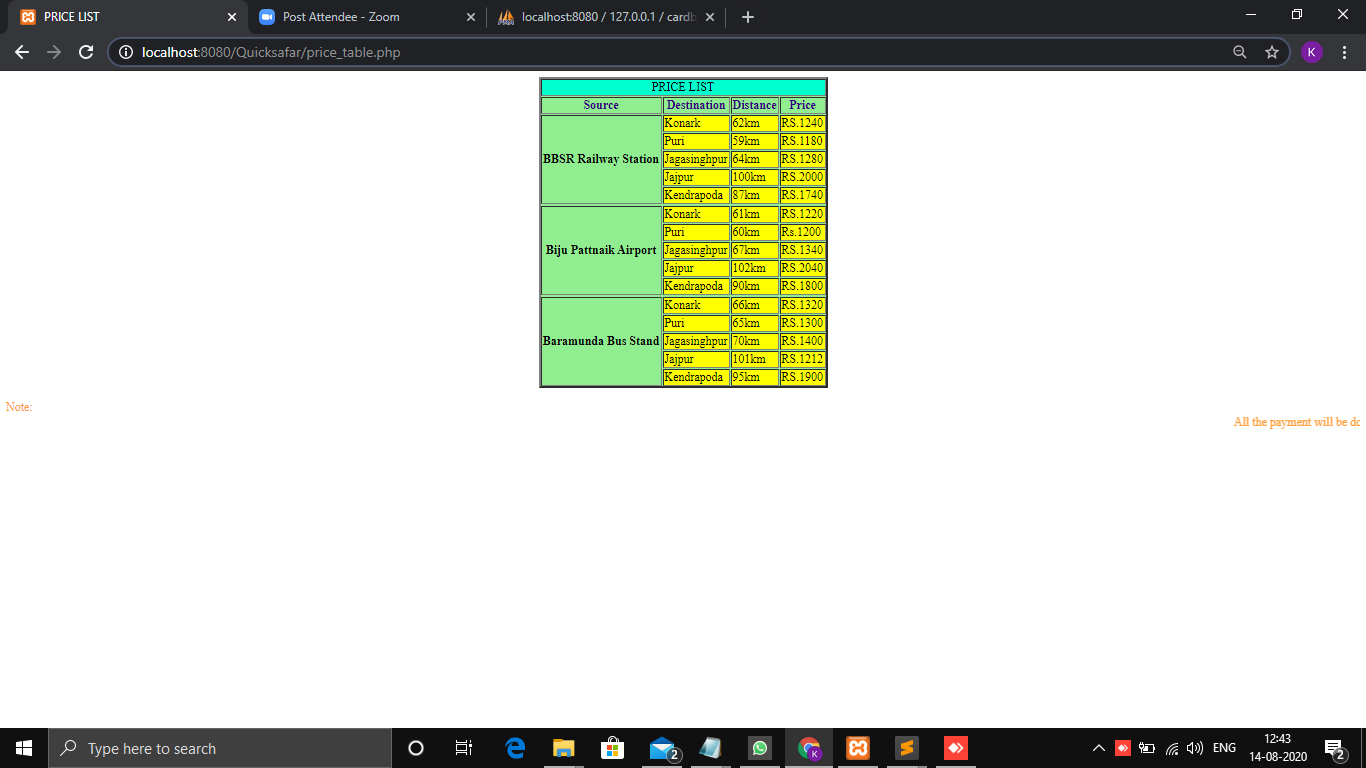 PRICE LIST
Post Attendee - Zoom
localhost:8080 / 127.0.0.1 / cardb
localhost:8080/Quicksafar/price_table.php
K
PRICE LIST
Source Destination Distance Price
BBSR Railway Station
Konark 62km RS.1240
Puri 59km RS.1180
Jagasinghpur 64km RS.1280
Jajpur 100km RS.2000
Kendrapoda 87km RS.1740
Biju Pattnaik Airport
Konark 61km RS.1220
Puri 60km Rs.1200
Jagasinghpur 67km RS.1340
Jajpur 102km RS.2040
Kendrapoda 90km RS.1800
Baramunda Bus Stand
Konark 66km RS.1320
Puri 65km RS.1300
Jagasinghpur 70km RS.1400
Jajpur 101km RS.1212
Kendrapoda 95km RS.1900
Note:
All the payment will be dc
Type here to search
2
K
ENG
12:43
14-08-2020
2